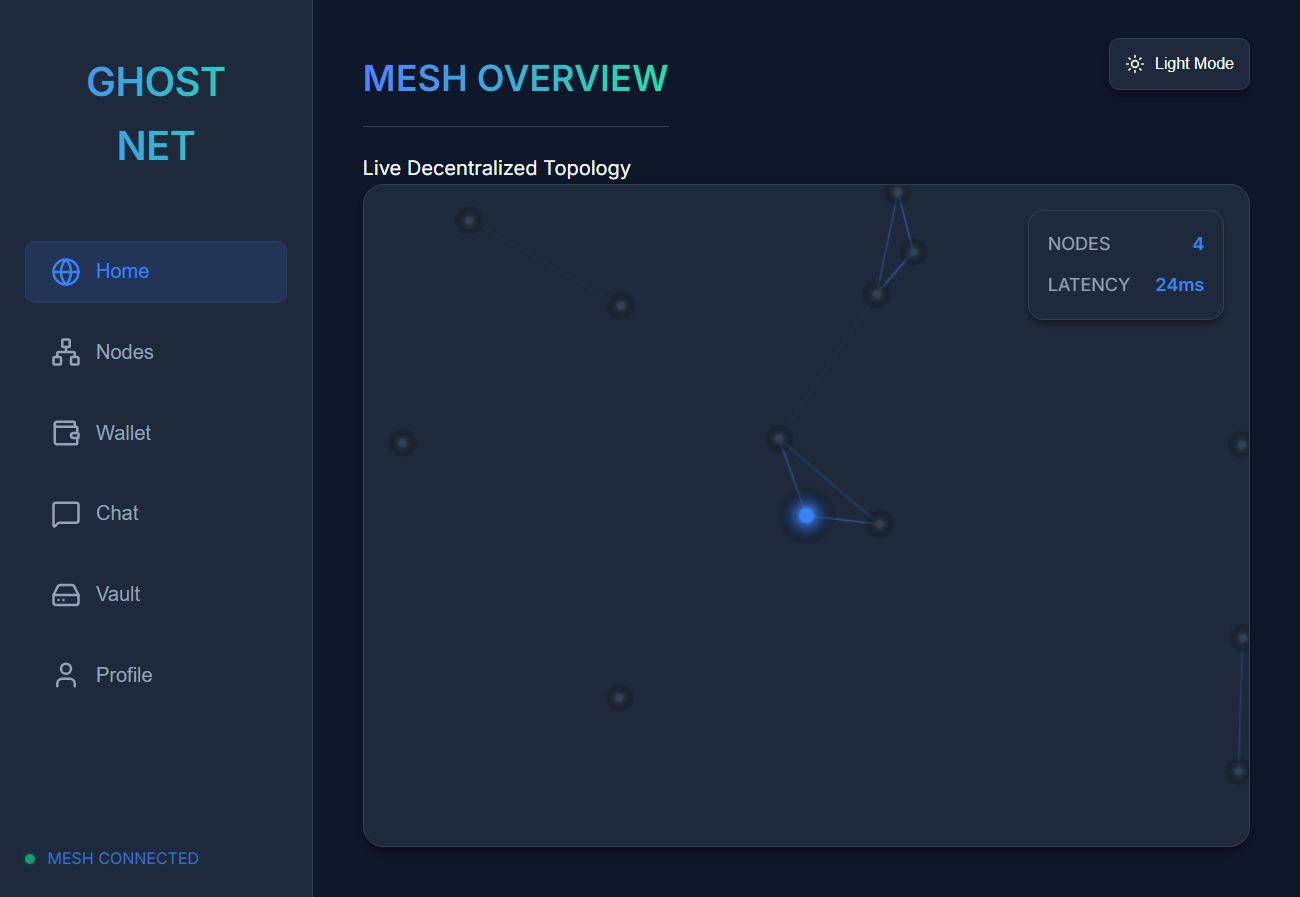 GHOST
NET
Home
Nodes
Wallet
Chat
Vault
Profile
MESH CONNECTED
MESH OVERVIEW
Light Mode
Live Decentralized Topology
NODES 4
LATENCY 24ms